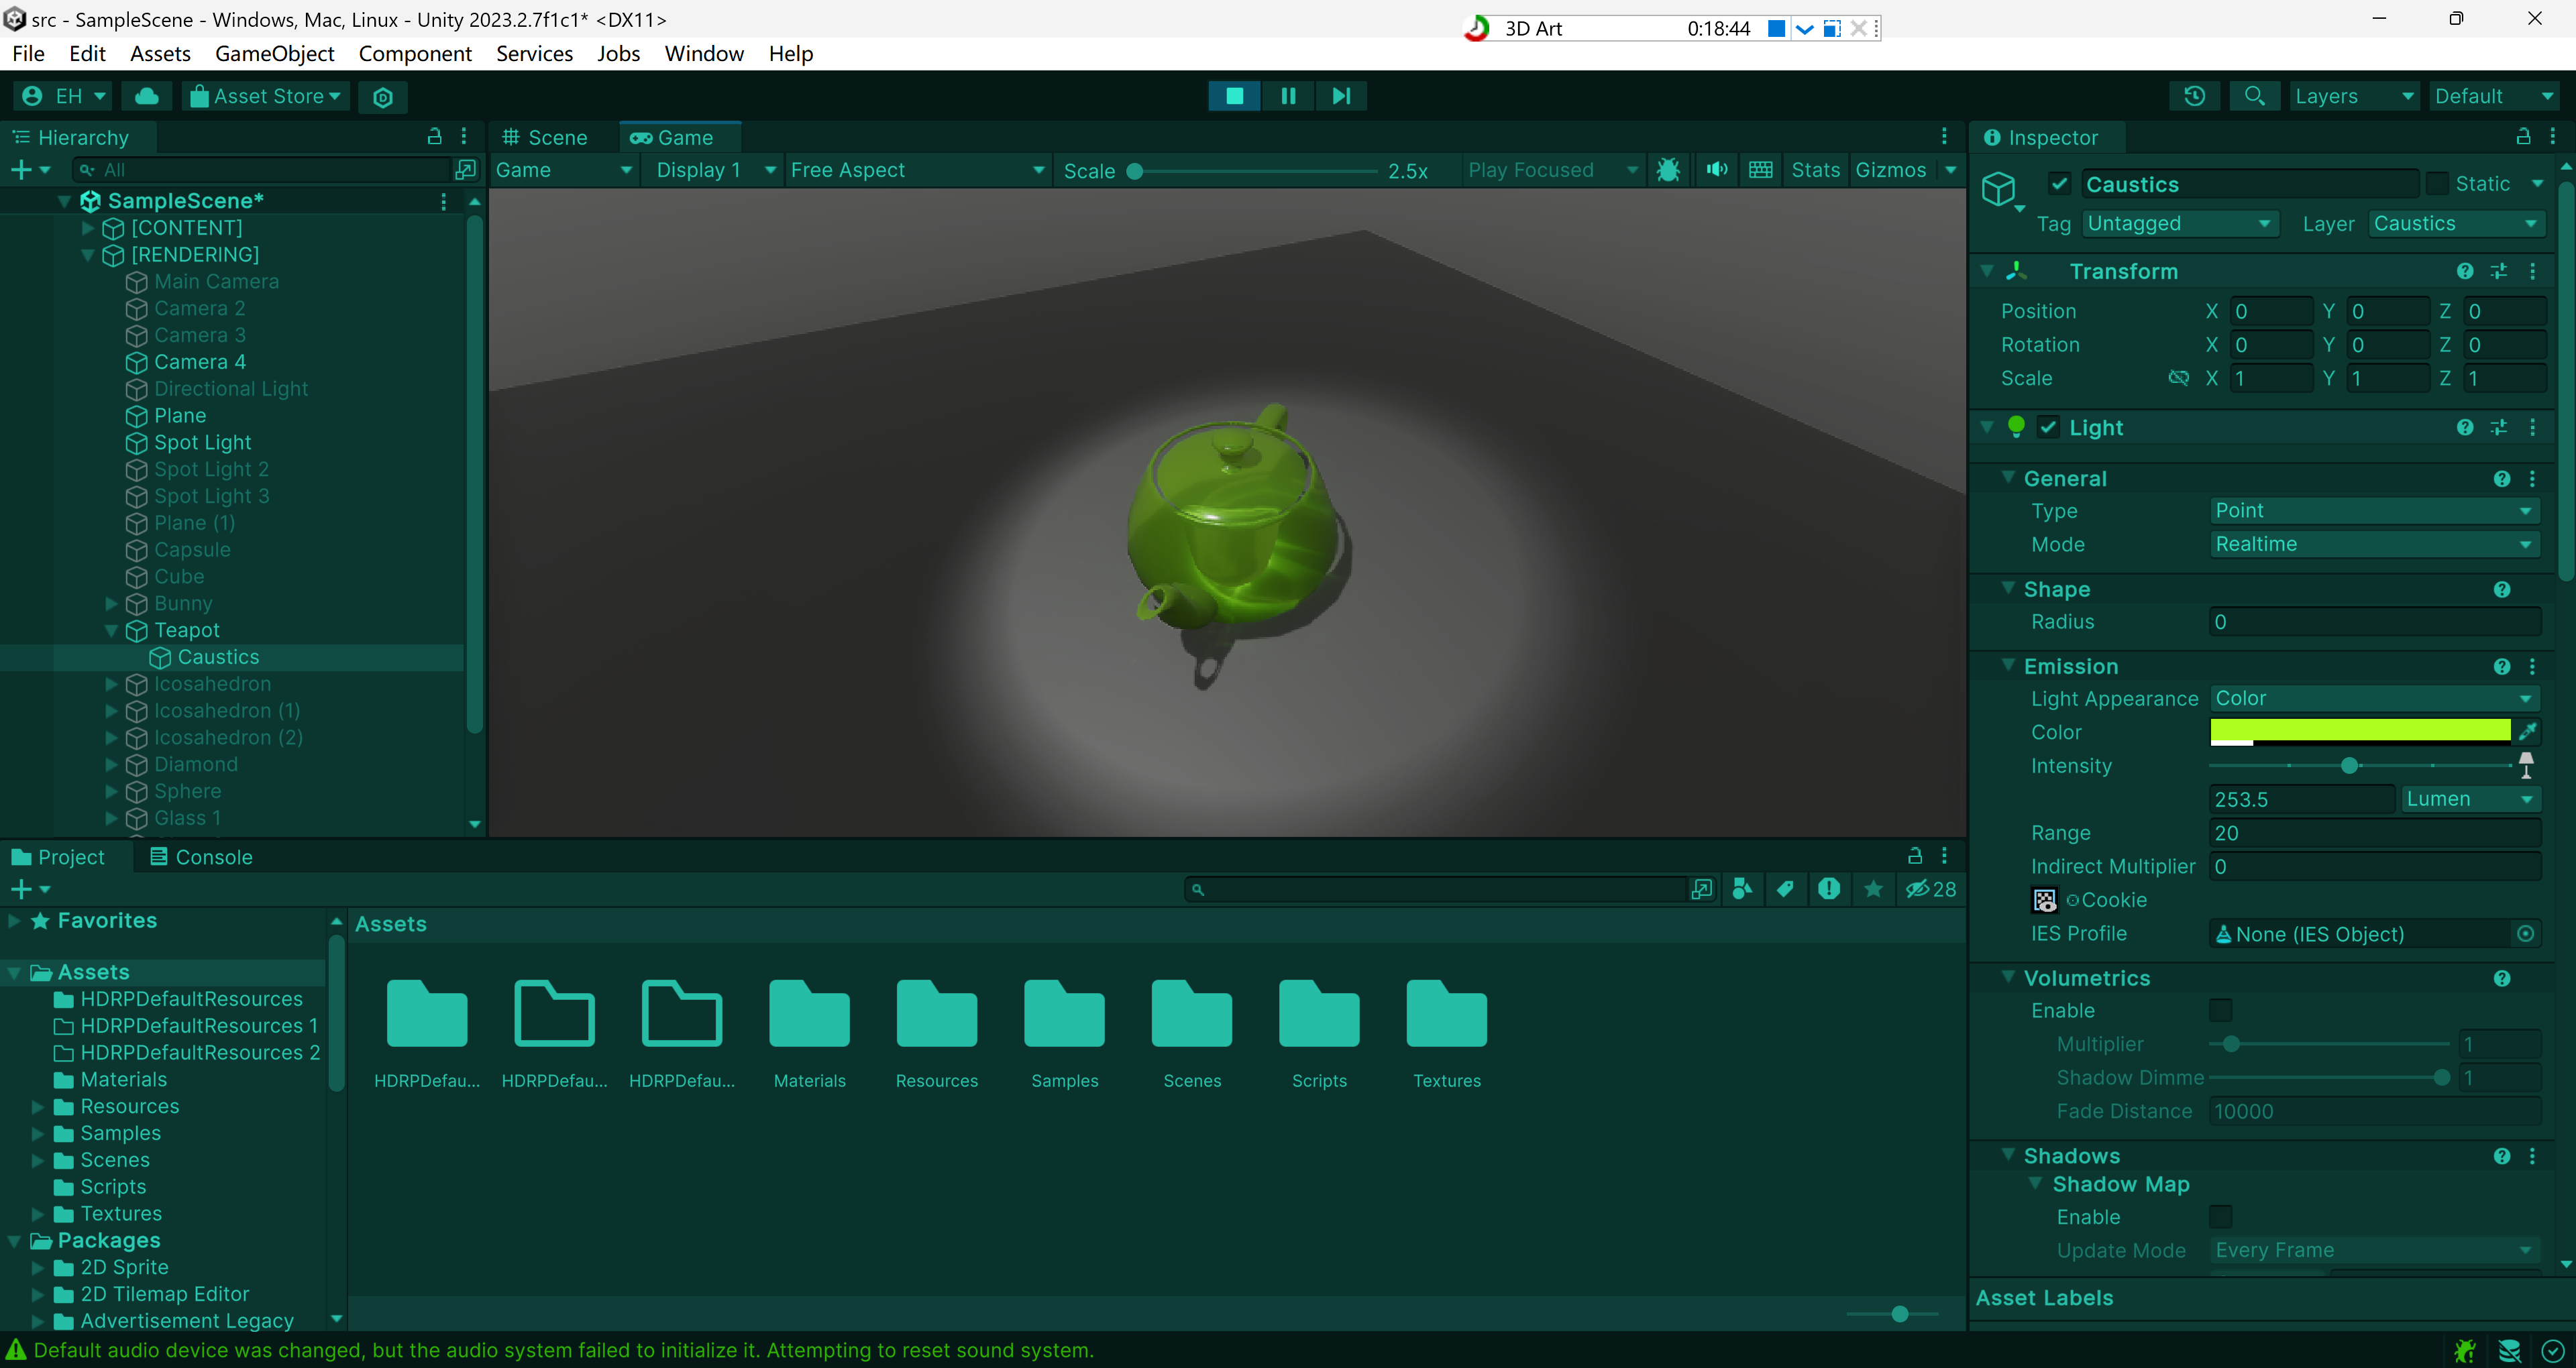 src - SampleScene - Windows, Mac, Linux - Unity 2023.2.7f1c1* <DX11>
3D Art 0:18:44
File Edit Assets GameObject Component Services Jobs Window Help
EH Asset Store Layers Default
Hierarchy
All
SampleScene*
[CONTENT]
[RENDERING]
Main Camera
Camera 2
Camera 3
Camera 4
Directional Light
Plane
Spot Light
Spot Light 2
Spot Light 3
Plane (1)
Capsule
Cube
Bunny
Teapot
Caustics
Icosahedron
Icosahedron (1)
Icosahedron (2)
Diamond
Sphere
Glass 1
Scene Game
Game Display 1 Free Aspect Scale 2.5x Play Focused Stats Gizmos
Inspector
Caustics Static
Tag Untagged Layer Caustics
Transform
Position X 0 Y 0 Z 0
Rotation X 0 Y 0 Z 0
Scale X 1 Y 1 Z 1
Light
General
Type Point
Mode Realtime
Shape
Radius 0
Emission
Light Appearance Color
Color
Intensity
253.5 Lumen
Range 20
Indirect Multiplier 0
Cookie
IES Profile None (IES Object)
Volumetrics
Enable
Multiplier 1
Shadow Dimme 1
Fade Distance 10000
Shadows
Shadow Map
Enable
Update Mode Every Frame
Asset Labels
Project Console
28
Favorites
Assets
HDRPDefaultResources
HDRPDefaultResources 1
HDRPDefaultResources 2
Materials
Resources
Samples
Scenes
Scripts
Textures
Packages
2D Sprite
2D Tilemap Editor
Advertisement Legacy
Assets
HDRPDefau... HDRPDefau... HDRPDefau... Materials Resources Samples Scenes Scripts Textures
Default audio device was changed, but the audio system failed to initialize it. Attempting to reset sound system.